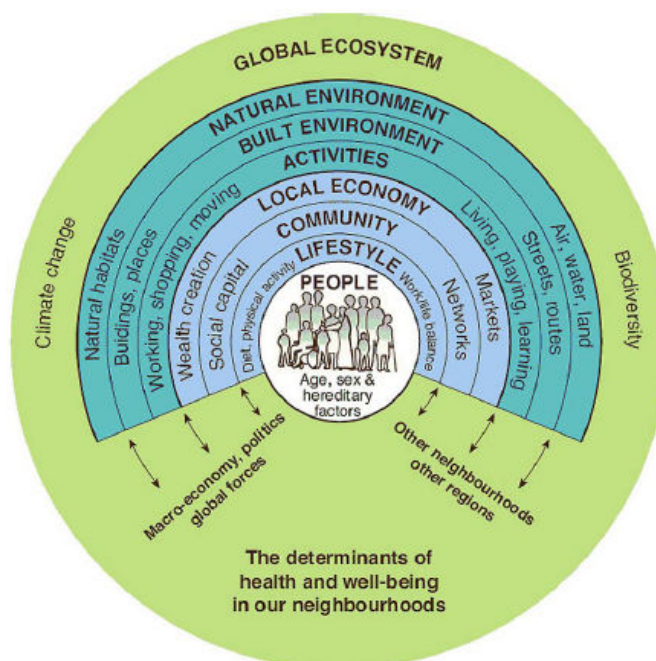 GLOBAL ECOSYSTEM
NATURAL ENVIRONMENT
BUILT ENVIRONMENT
ACTIVITIES
LOCAL ECONOMY
COMMUNITY
LIFESTYLE
PEOPLE
Age, sex &
hereditary
factors
Climate change
Natural habitats
Buidings, places
Working, shopping, moving
Wealth creation
Social capital
Diet, physical activity
Work/life balance
Networks
Markets
Living, playing, learning
Streets, routes
Air, water, land
Biodiversity
Macro-economy, politics
global forces
Other neighbourhoods
other regions
The determinants of
health and well-being
in our neighbourhoods